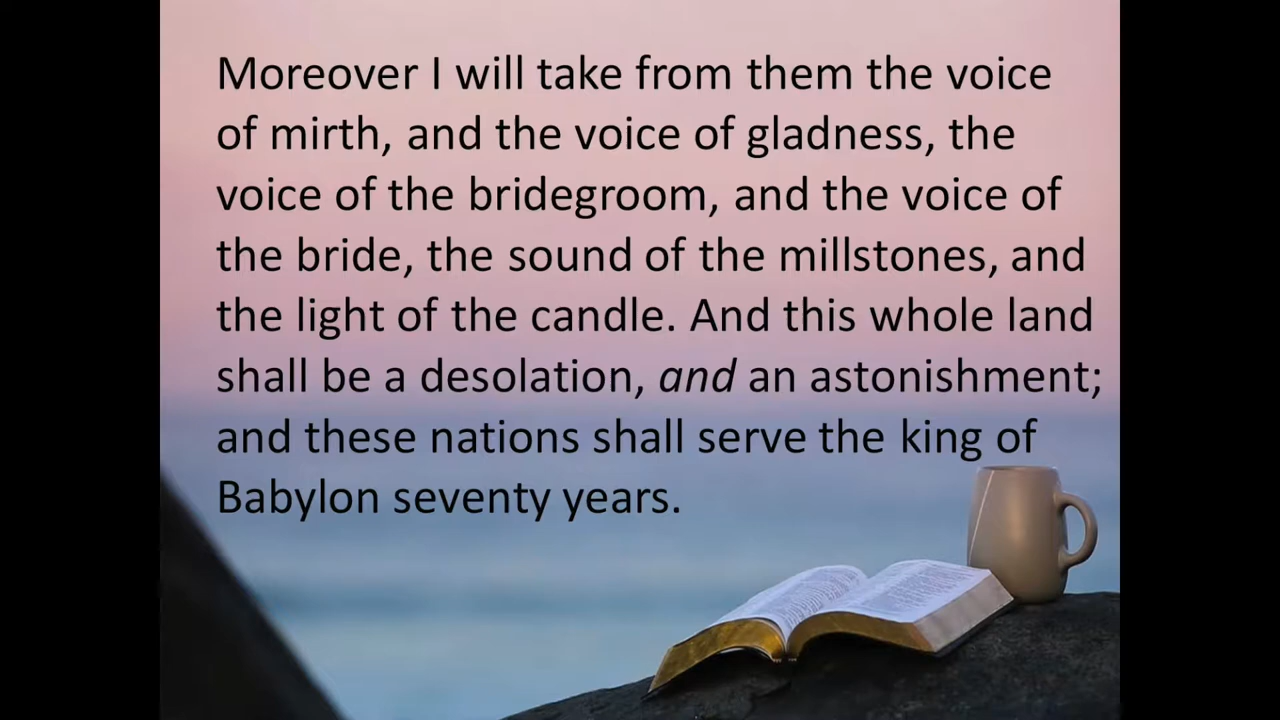 Moreover I will take from them the voice
of mirth, and the voice of gladness, the
voice of the bridegroom, and the voice of
the bride, the sound of the millstones, and
the light of the candle. And this whole land
shall be a desolation, and an astonishment;
and these nations shall serve the king of
Babylon seventy years.